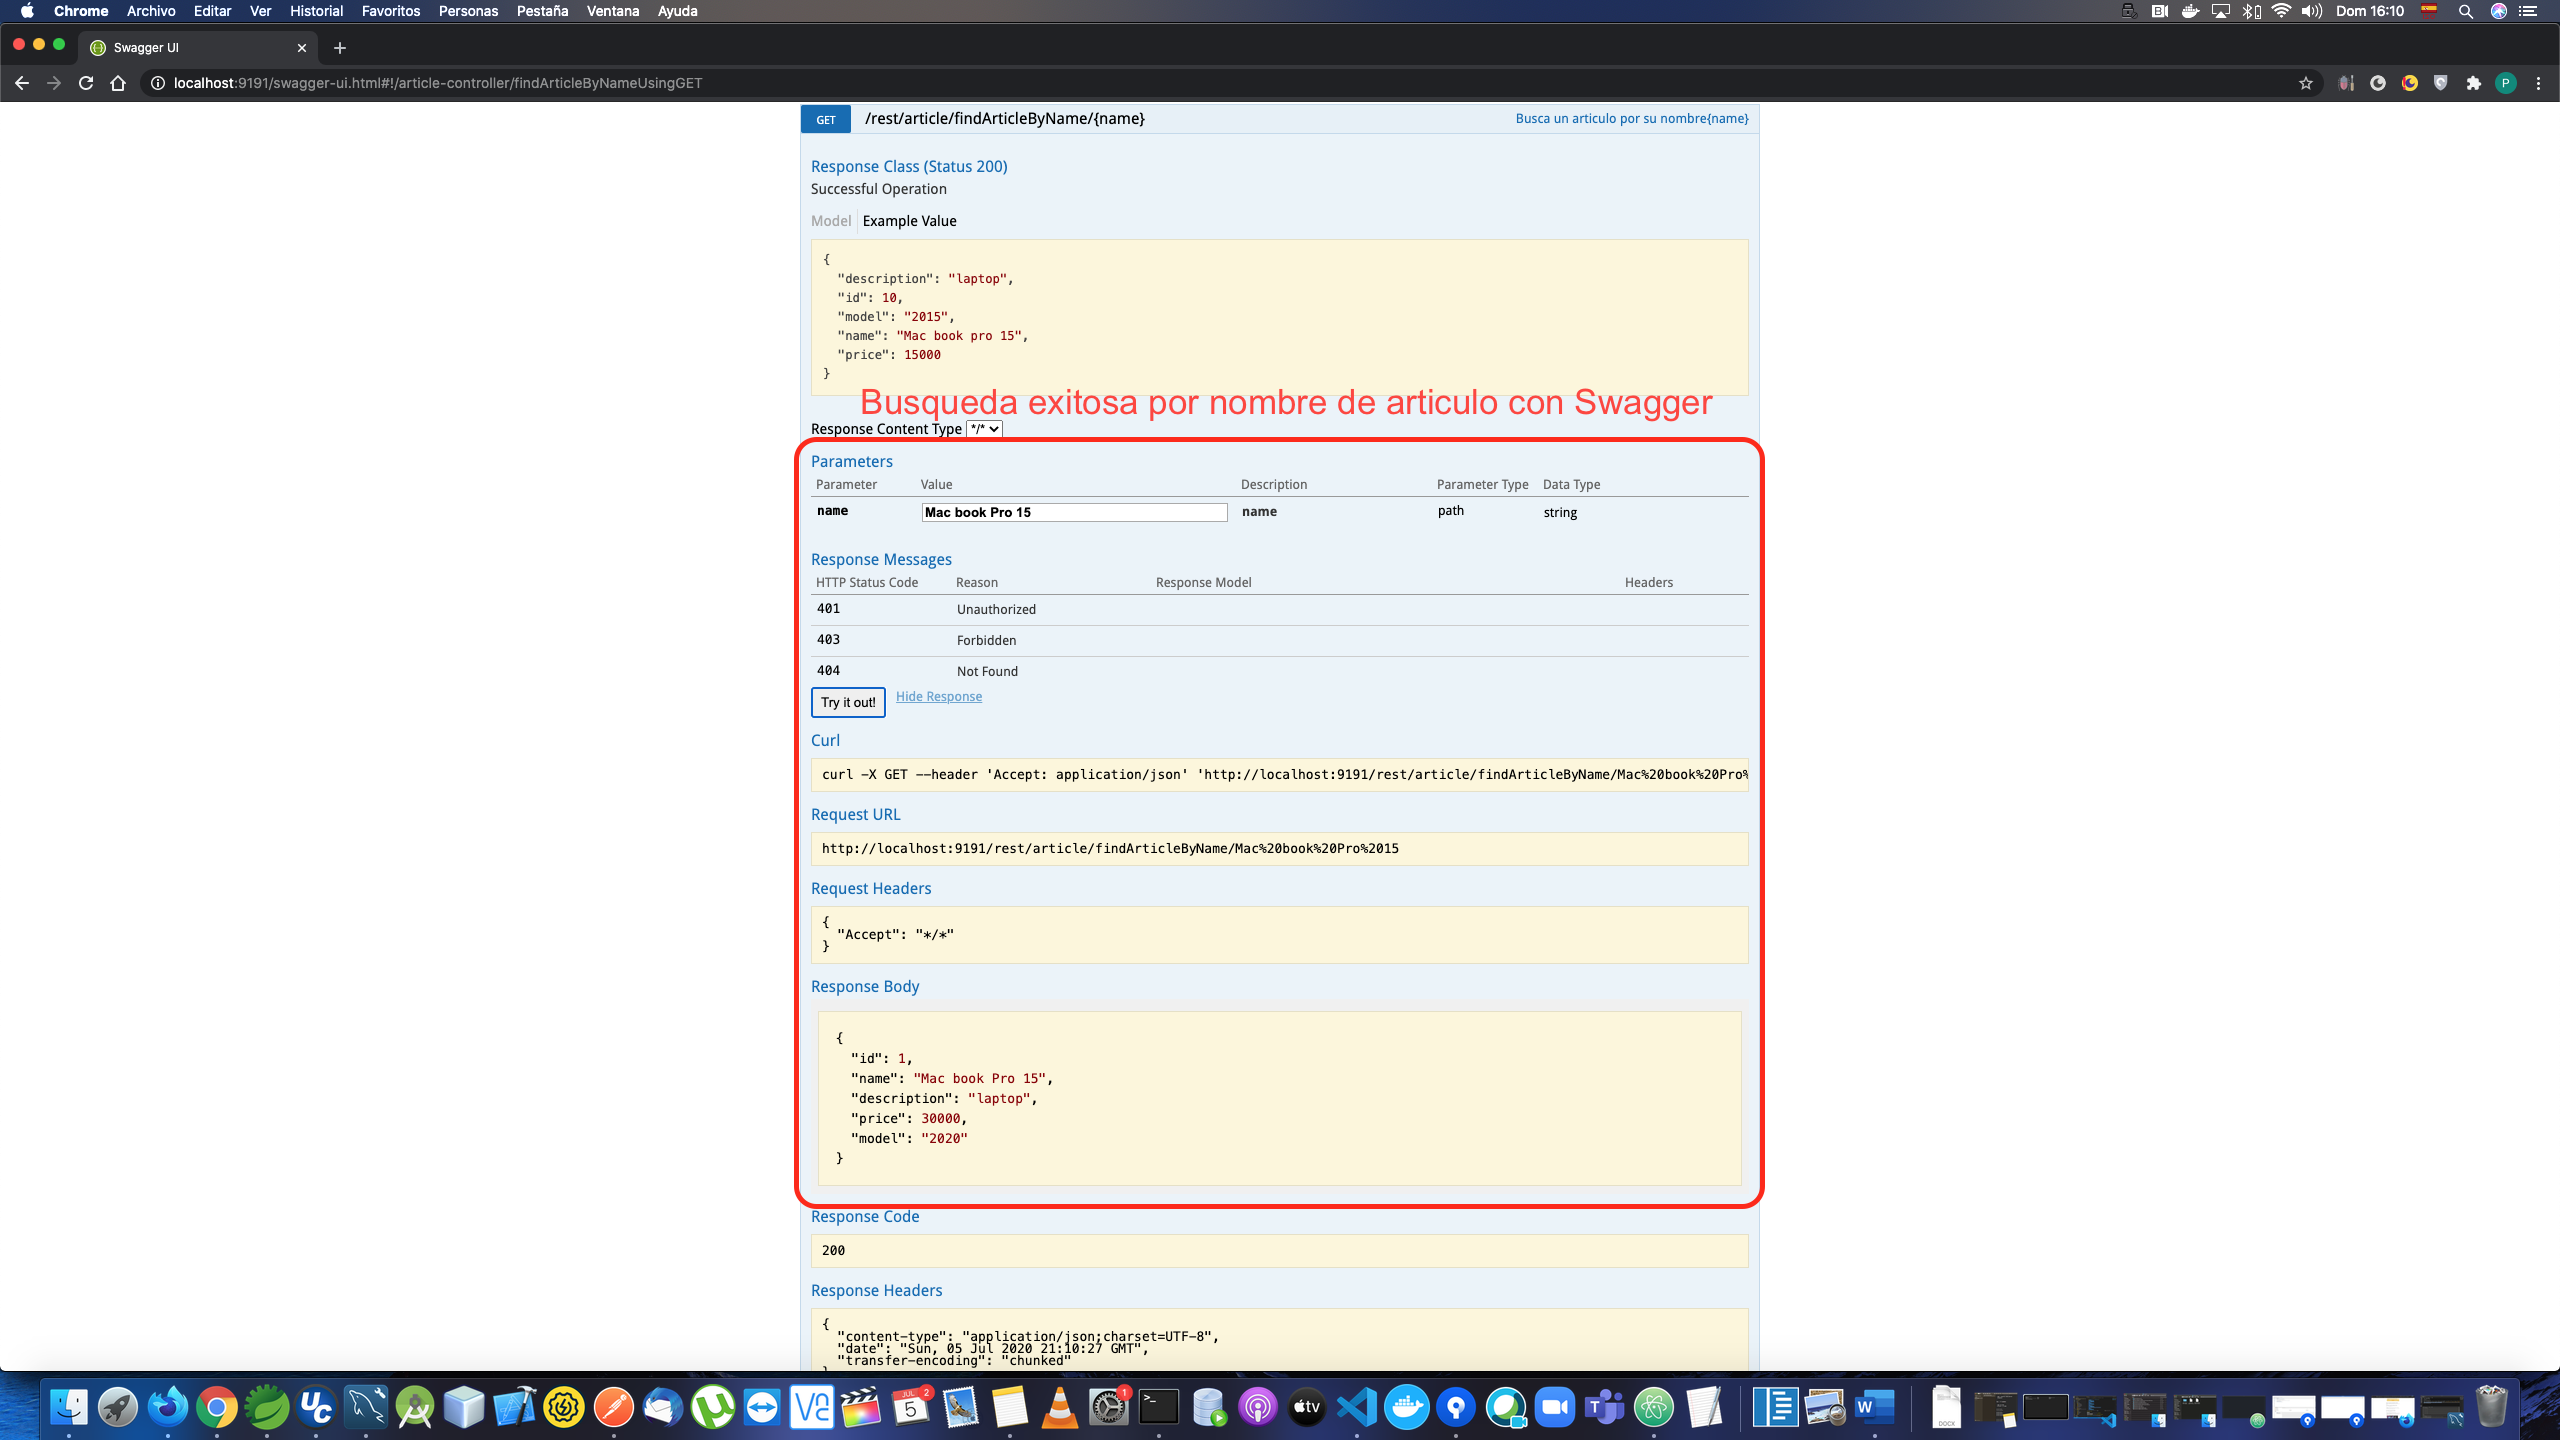 Chrome Archivo Editar Ver Historial Favoritos Personas Pestaña Ventana Ayuda Dom 16:10
Swagger UI
localhost:9191/swagger-ui.html#!/article-controller/findArticleByNameUsingGET
P
GET /rest/article/findArticleByName/{name} Busca un articulo por su nombre{name}
Response Class (Status 200)
Successful Operation
Model Example Value
{
"description": "laptop",
"id": 10,
"model": "2015",
"name": "Mac book pro 15",
"price": 15000
}
Busqueda exitosa por nombre de articulo con Swagger
Response Content Type */*
Parameters
Parameter Value Description Parameter Type Data Type
name Mac book Pro 15 name path string
Response Messages
HTTP Status Code Reason Response Model Headers
401 Unauthorized
403 Forbidden
404 Not Found
Try it out! Hide Response
Curl
curl -X GET --header 'Accept: application/json' 'http://localhost:9191/rest/article/findArticleByName/Mac%20book%20Pro%
Request URL
http://localhost:9191/rest/article/findArticleByName/Mac%20book%20Pro%2015
Request Headers
{
"Accept": "*/*"
}
Response Body
{
"id": 1,
"name": "Mac book Pro 15",
"description": "laptop",
"price": 30000,
"model": "2020"
}
Response Code
200
Response Headers
{
"content-type": "application/json;charset=UTF-8",
"date": "Sun, 05 Jul 2020 21:10:27 GMT",
"transfer-encoding": "chunked"
JUL 5 2 1 tv DOCX